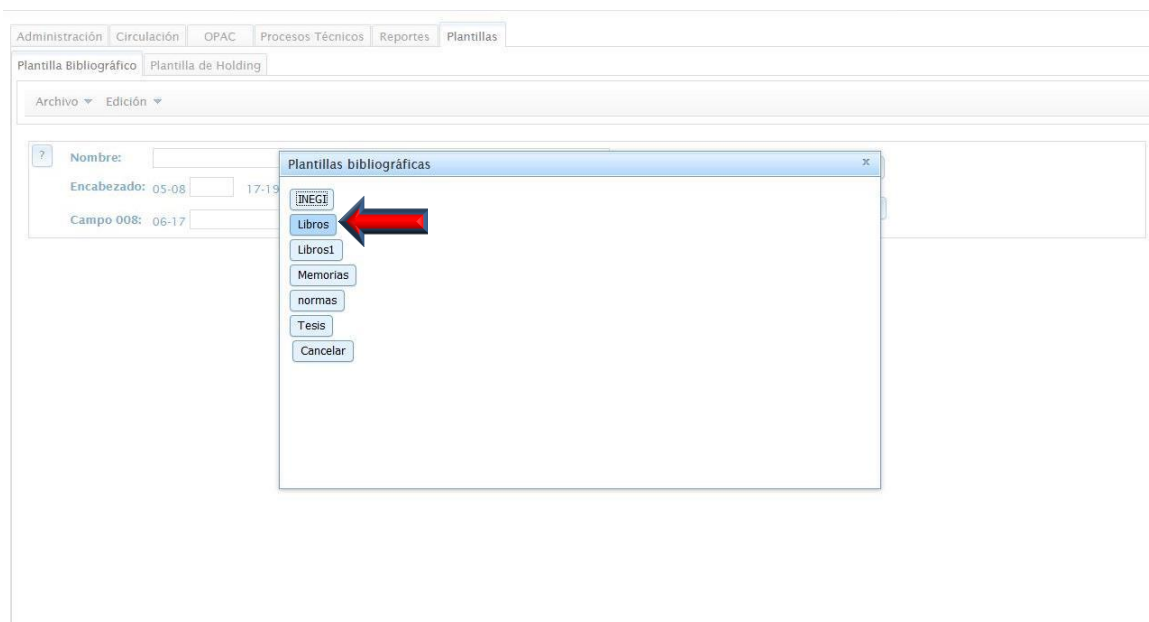 Administración Circulación OPAC Procesos Técnicos Reportes Plantillas
Plantilla Bibliográfico Plantilla de Holding
Archivo Edición
? Nombre:
Encabezado: 05-08 17-19
Campo 008: 06-17
Plantillas bibliográficas x
INEGI
Libros
Libros1
Memorias
normas
Tesis
Cancelar